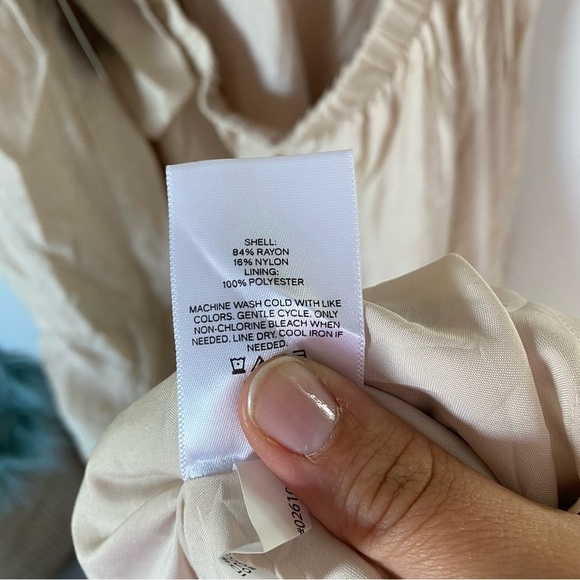 SHELL:
84% RAYON
16% NYLON
LINING:
100% POLYESTER
MACHINE WASH COLD WITH LIKE
COLORS. GENTLE CYCLE. ONLY
NON-CHLORINE BLEACH WHEN
NEEDED. LINE DRY. COOL IRON IF
NEEDED.